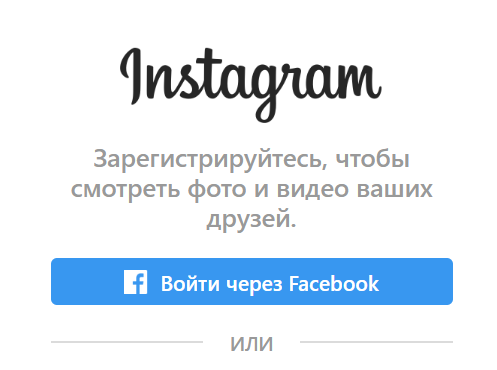 Instagram
Зарегистрируйтесь, чтобы
смотреть фото и видео ваших
друзей.
Войти через Facebook
ИЛИ